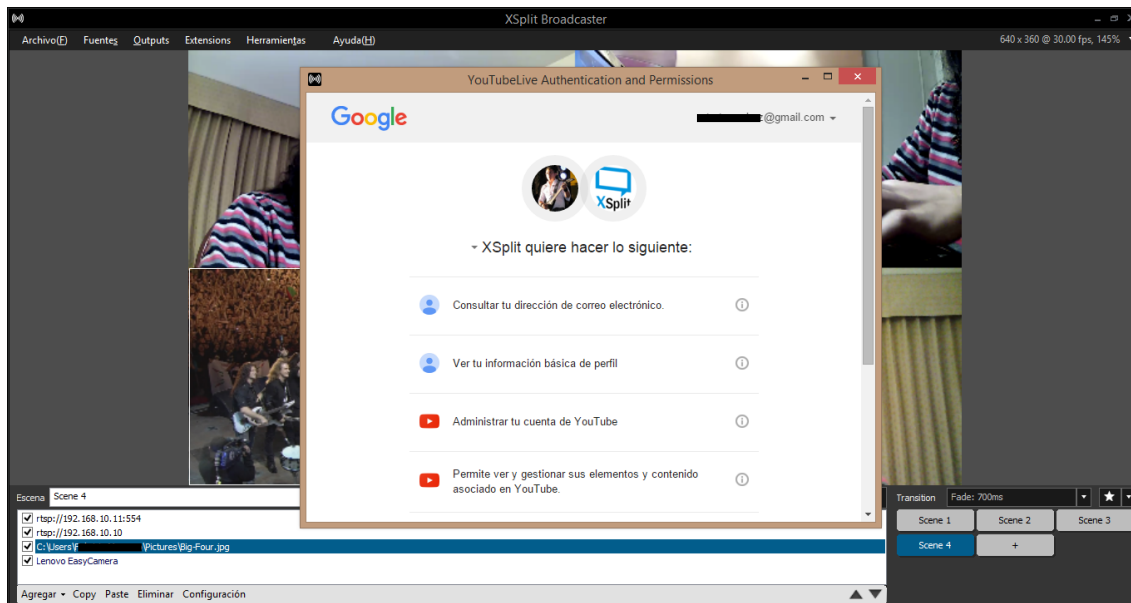 XSplit Broadcaster
Archivo(F) Fuentes Outputs Extensions Herramientas Ayuda(H)
640 x 360 @ 30.00 fps, 145%
YouTubeLive Authentication and Permissions
Google
@gmail.com
XSplit
XSplit quiere hacer lo siguiente:
Consultar tu dirección de correo electrónico.
Ver tu información básica de perfil
Administrar tu cuenta de YouTube
Permite ver y gestionar sus elementos y contenido
asociado en YouTube.
Escena Scene 4
rtsp://192.168.10.11:554
rtsp://192.168.10.10
C:\Users\ \Pictures\Big-Four.jpg
Lenovo EasyCamera
Agregar Copy Paste Eliminar Configuración
Transition Fade: 700ms
Scene 1 Scene 2 Scene 3
Scene 4 +